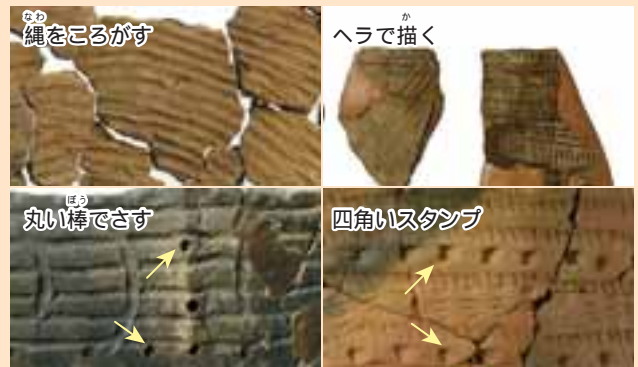 縄をころがす
ヘラで描く
丸い棒でさす
四角いスタンプ